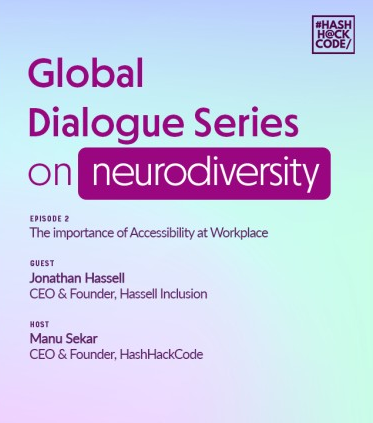 #HASH
H@CK
CODE/
Global
Dialogue Series
on neurodiversity
EPISODE 2
The importance of Accessibility at Workplace
GUEST
Jonathan Hassell
CEO & Founder, Hassell Inclusion
HOST
Manu Sekar
CEO & Founder, HashHackCode